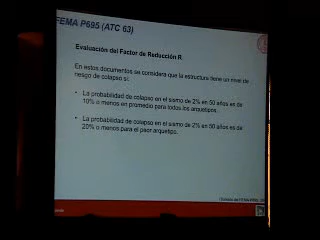 FEMA P695 (ATC 63)
Evaluación del Factor de Reducción R
En estos documentos se considera que la estructura tiene un nivel de
riesgo de colapso si:
• La probabilidad de colapso en el sismo de 2% en 50 años es de
10% o menos en promedio para todos los arquetipos.
• La probabilidad de colapso en el sismo de 2% en 50 años es de
20% o menos para el peor arquetipo.